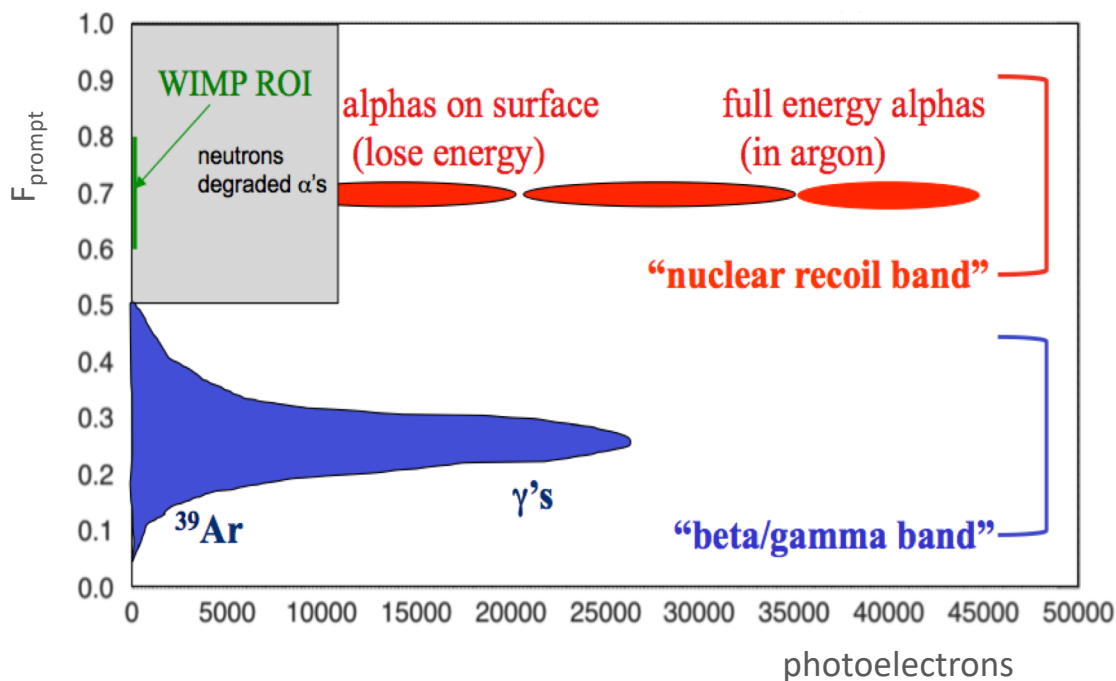 1.0
0.9
0.8
0.7
0.6
0.5
0.4
0.3
0.2
0.1
0.0
F_prompt
WIMP ROI
neutrons
degraded α's
alphas on surface
(lose energy)
full energy alphas
(in argon)
“nuclear recoil band”
³⁹Ar
γ’s
“beta/gamma band”
0 5000 10000 15000 20000 25000 30000 35000 40000 45000 50000
photoelectrons